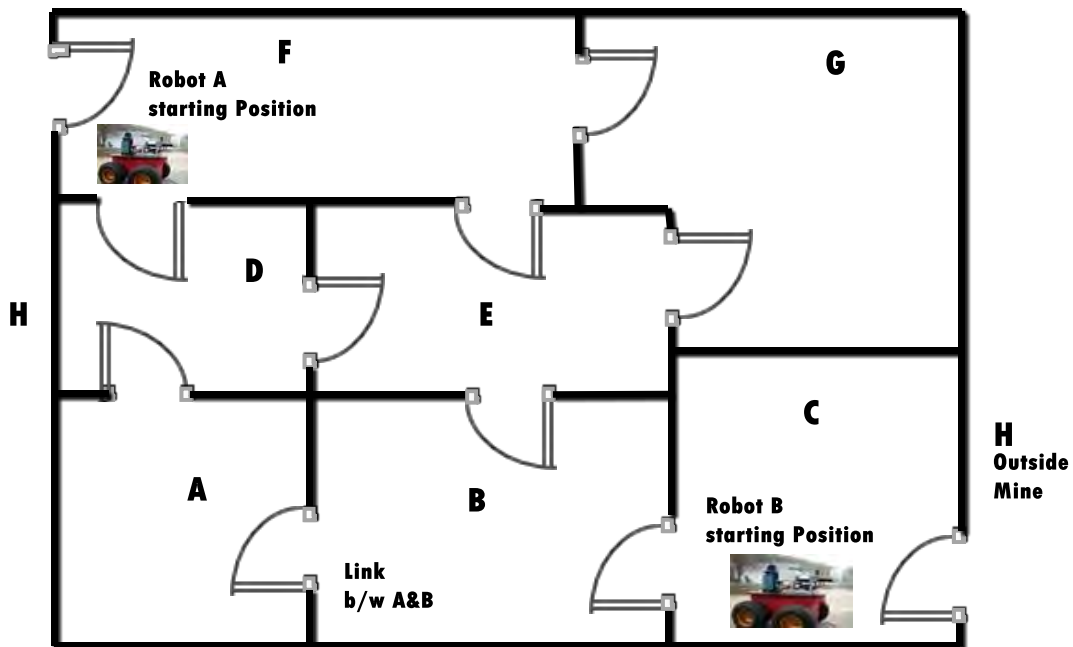 F
G
Robot A
starting Position
D
H
E
C
H
Outside
Mine
A
B
Robot B
starting Position
Link
b/w A&B